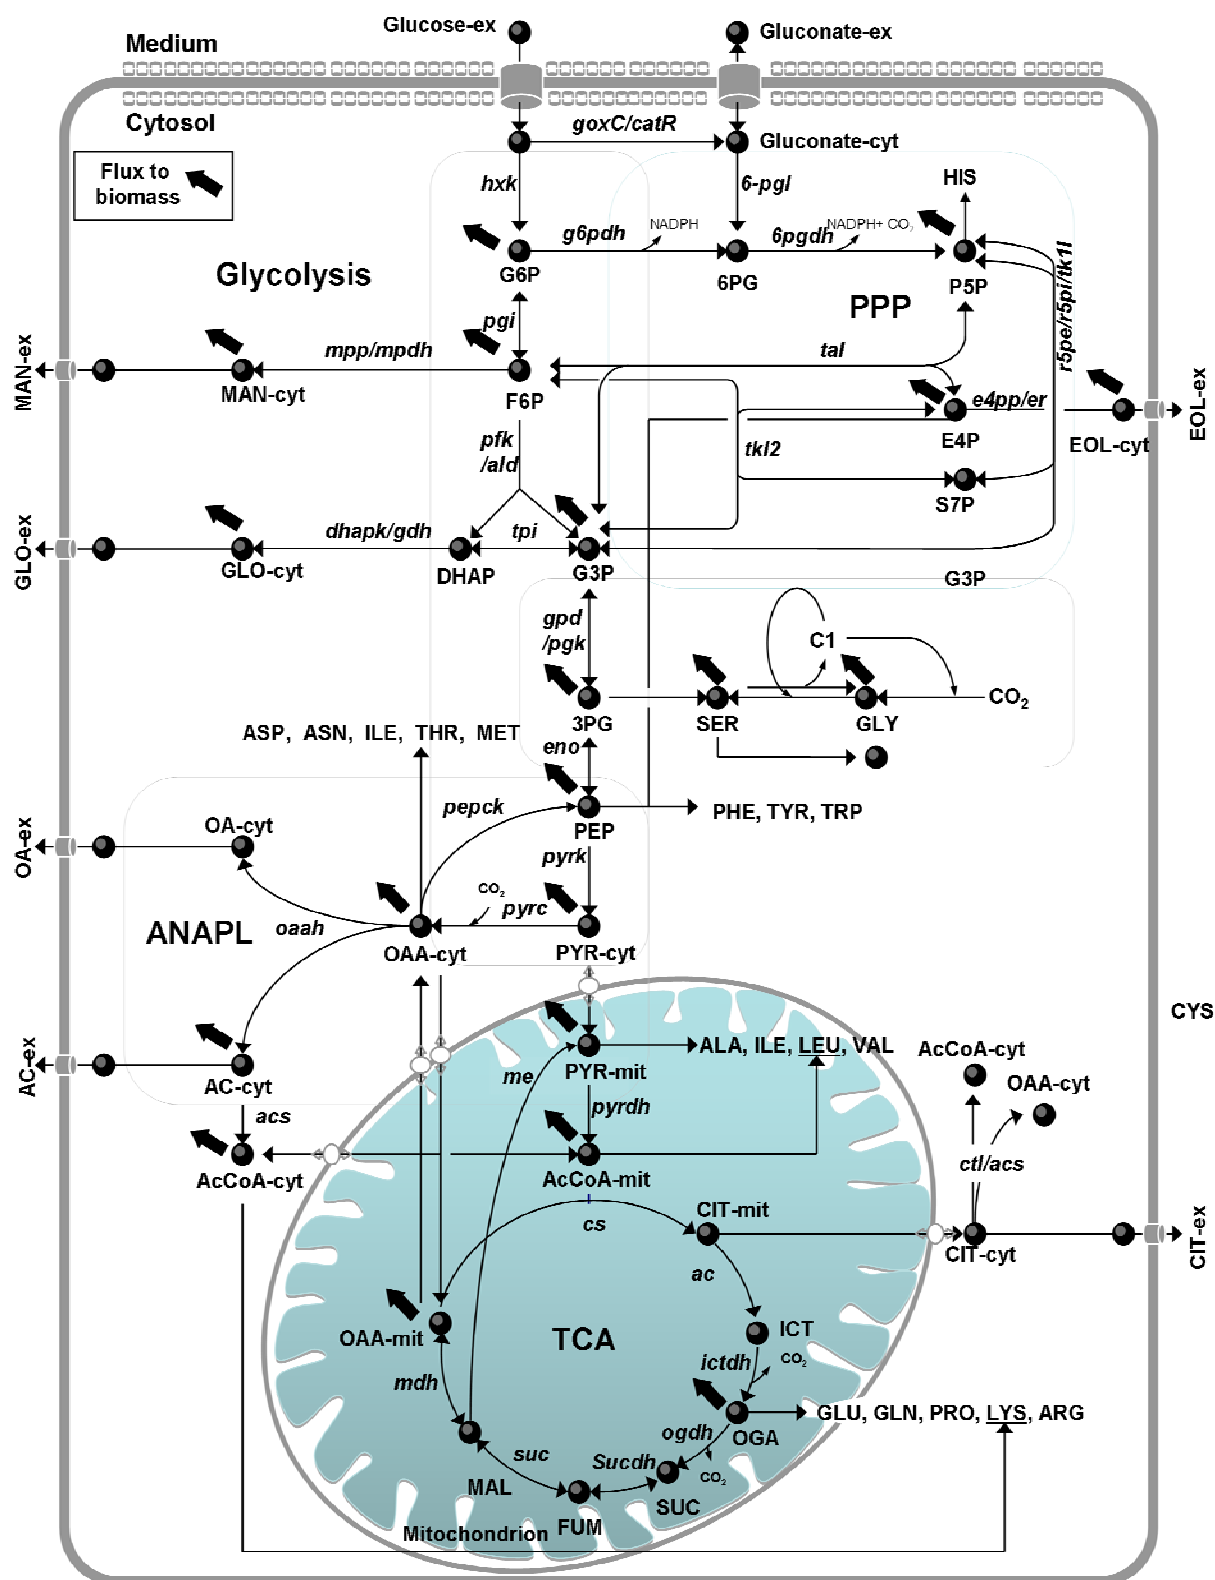 Glucose-ex
Gluconate-ex
Medium
Cytosol
goxC/catR
Gluconate-cyt
Flux to
biomass
hxk
6-pgl
HIS
g6pdh
NADPH
6pgdh
NADPH+ CO2
G6P
6PG
P5P
Glycolysis
PPP
r5pe/r5pi/tk1l
pgi
MAN-ex
mpp/mpdh
tal
MAN-cyt
F6P
e4pp/er
EOL-ex
E4P
EOL-cyt
pfk
/ald
tkl2
S7P
GLO-ex
dhapk/gdh
tpi
GLO-cyt
DHAP
G3P
G3P
gpd
/pgk
C1
CO2
3PG
SER
GLY
ASP, ASN, ILE, THR, MET
eno
pepck
PEP
PHE, TYR, TRP
OA-ex
OA-cyt
pyrk
CO2
pyrc
ANAPL
oaah
OAA-cyt
PYR-cyt
CYS
AC-ex
ALA, ILE, LEU, VAL
AcCoA-cyt
me
PYR-mit
OAA-cyt
AC-cyt
acs
pyrdh
ctl/acs
AcCoA-cyt
AcCoA-mit
CIT-mit
cs
CIT-cyt
CIT-ex
ac
OAA-mit
TCA
ICT
CO2
ictdh
mdh
GLU, GLN, PRO, LYS, ARG
ogdh
OGA
suc
Sucdh
CO2
MAL
SUC
Mitochondrion
FUM